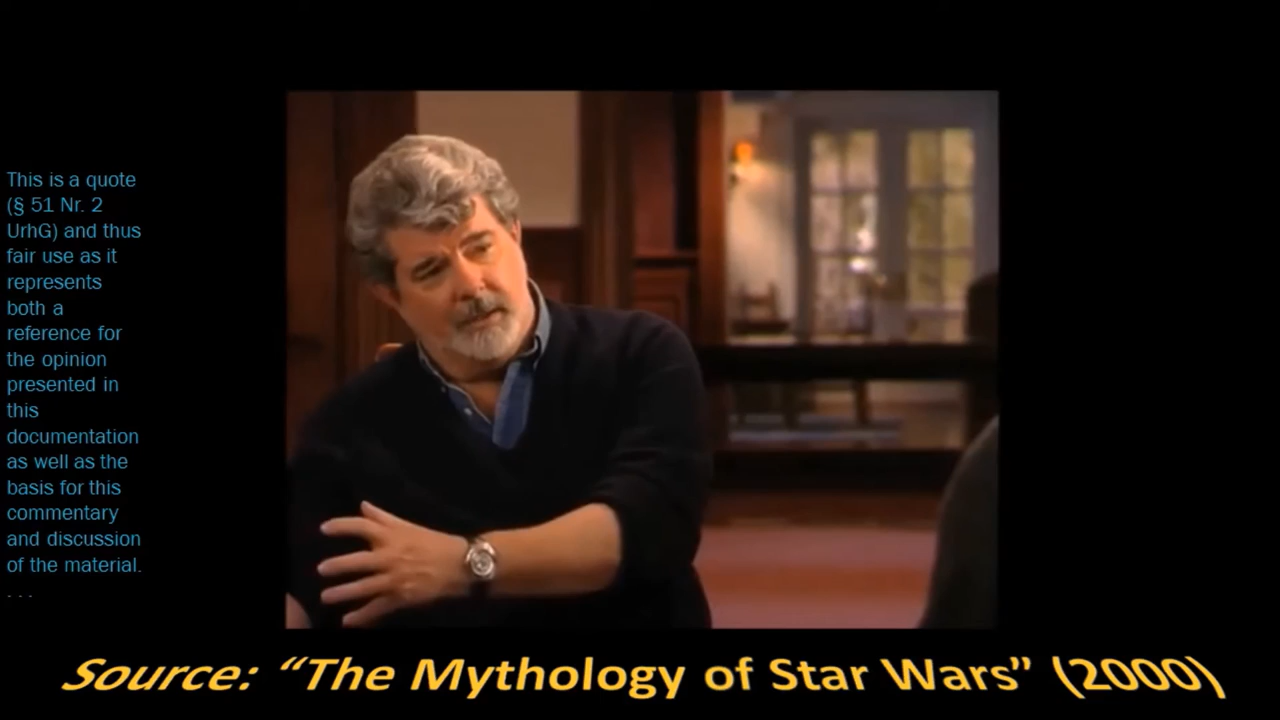 This is a quote
(§ 51 Nr. 2
UrhG) and thus
fair use as it
represents
both a
reference for
the opinion
presented in
this
documentation
as well as the
basis for this
commentary
and discussion
of the material.
. . .
Source: “The Mythology of Star Wars” (2000)